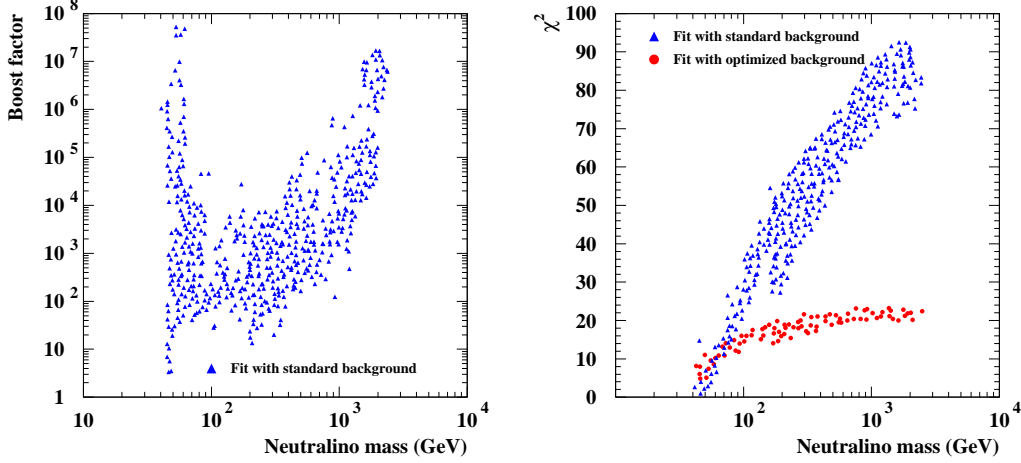 Boost factor
10^8
10^7
10^6
10^5
10^4
10^3
10^2
10
1
10 10^2 10^3 10^4
Neutralino mass (GeV)
Fit with standard background
χ^2
100
90
80
70
60
50
40
30
20
10
0
10^2 10^3 10^4
Neutralino mass (GeV)
Fit with standard background
Fit with optimized background